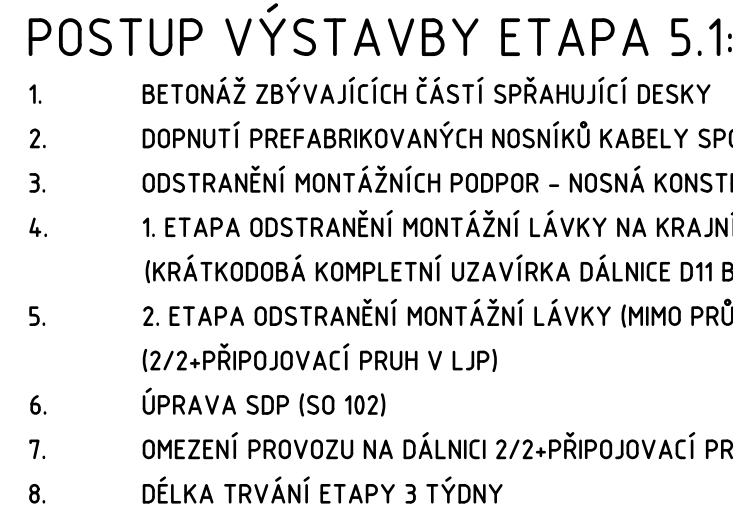 POSTUP VÝSTAVBY ETAPA 5.1:
1. BETONÁŽ ZBÝVAJÍCÍCH ČÁSTÍ SPŘAHUJÍCÍ DESKY
2. DOPNUTÍ PREFABRIKOVANÝCH NOSNÍKŮ KABELY
3. ODSTRANĚNÍ MONTÁŽNÍCH PODPOR – NOSNÁ
4. 1. ETAPA ODSTRANĚNÍ MONTÁŽNÍ LÁVKY NA KRAJNÍ
(KRÁTKODOBÁ KOMPLETNÍ UZAVÍRKA DÁLNICE D11
5. 2. ETAPA ODSTRANĚNÍ MONTÁŽNÍ LÁVKY (MIMO
(2/2+PŘIPOJOVACÍ PRUH V LJP)
6. ÚPRAVA SDP (SO 102)
7. OMEZENÍ PROVOZU NA DÁLNICI 2/2+PŘIPOJOVACÍ
8. DÉLKA TRVÁNÍ ETAPY 3 TÝDNY